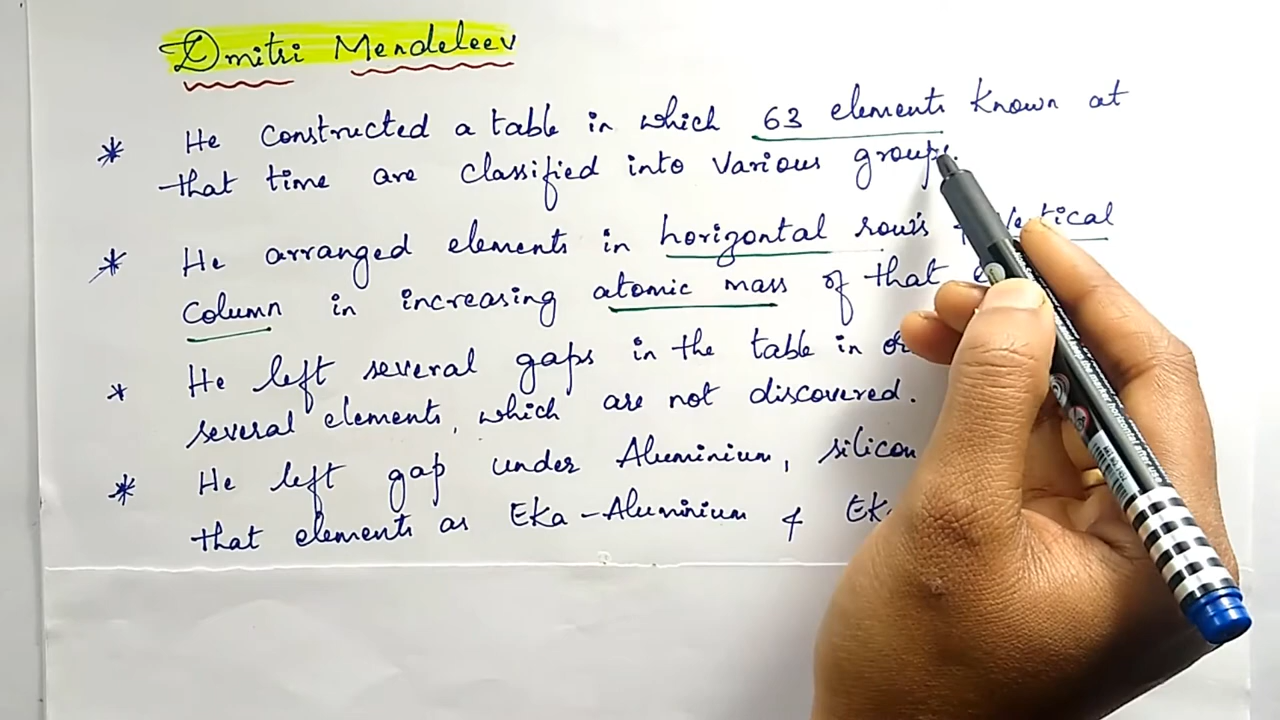 Dmitri Mendeleev
* He constructed a table in which 63 elements known at
that time are classified into various groups.
* He arranged elements in horizontal rows vertical
column in increasing atomic mass of that
* He left several gaps in the table in
several elements, which are not discovered.
* He left gap under Aluminium, silicon
that elements as Eka-Aluminium &